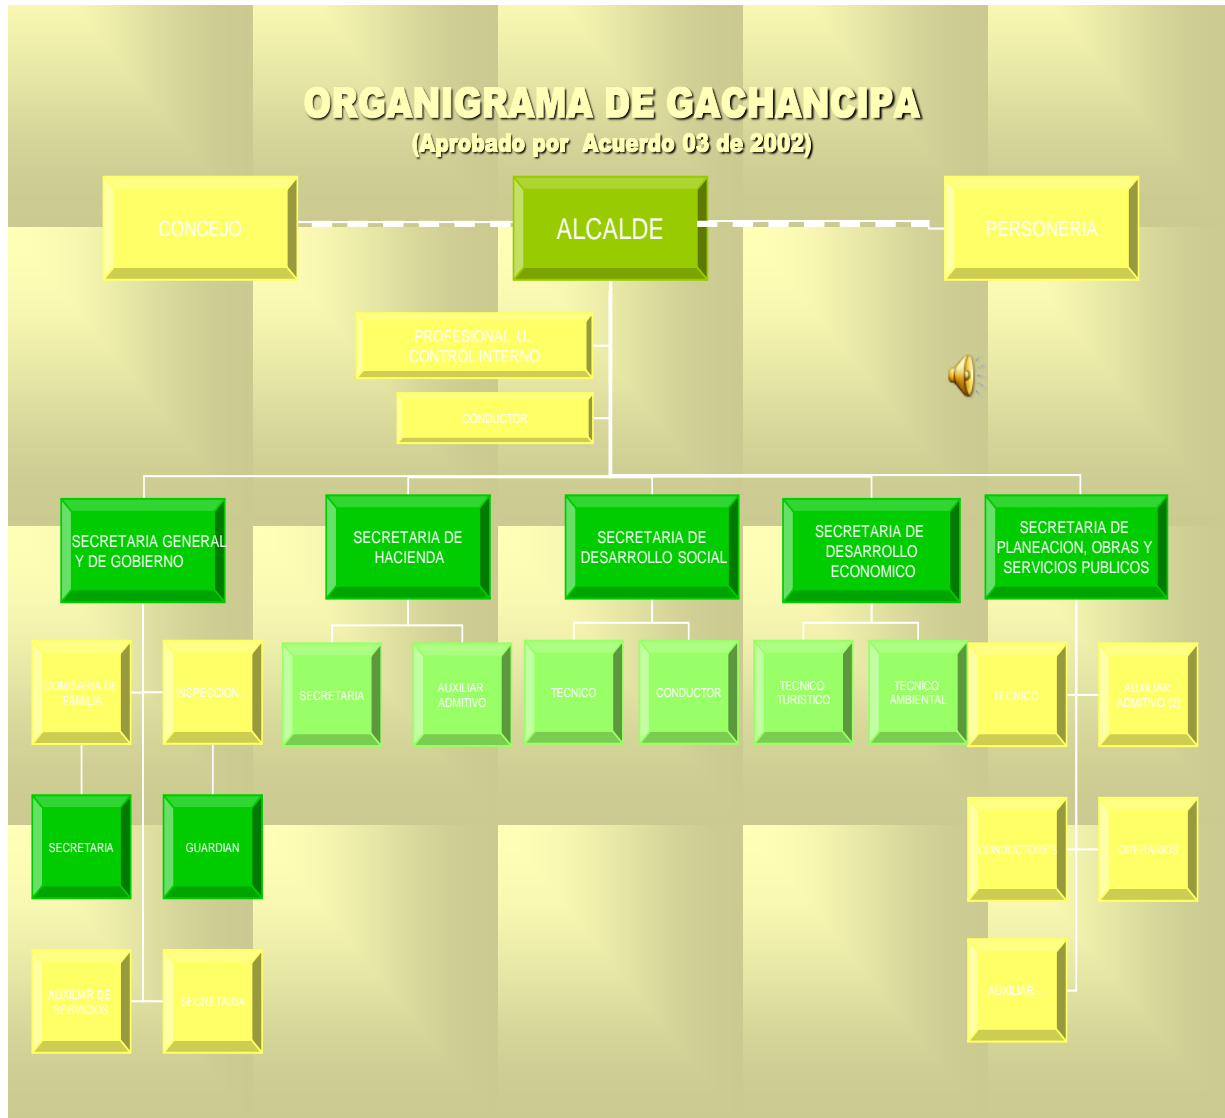 ORGANIGRAMA DE GACHANCIPA
(Aprobado por Acuerdo 03 de 2002)
CONCEJO
ALCALDE
PERSONERIA
PROFESIONAL U.
CONTROL INTERNO
CONDUCTOR
SECRETARIA GENERAL
Y DE GOBIERNO
SECRETARIA DE
HACIENDA
SECRETARIA DE
DESARROLLO SOCIAL
SECRETARIA DE
DESARROLLO
ECONOMICO
SECRETARIA DE
PLANEACION, OBRAS Y
SERVICIOS PUBLICOS
COMISARIA DE
FAMILIA
INSPECCION
SECRETARIA
AUXILIAR
ADMITIVO
TECNICO
CONDUCTOR
TECNICO
TURISTICO
TECNICO
AMBIENTAL
TECNICO
AUXILIAR
ADMITIVO (2)
SECRETARIA
GUARDIAN
CONDUCTORES
OPERARIOS
AUXILIAR DE
SERVICIOS
SECRETARIA
AUXILIAR